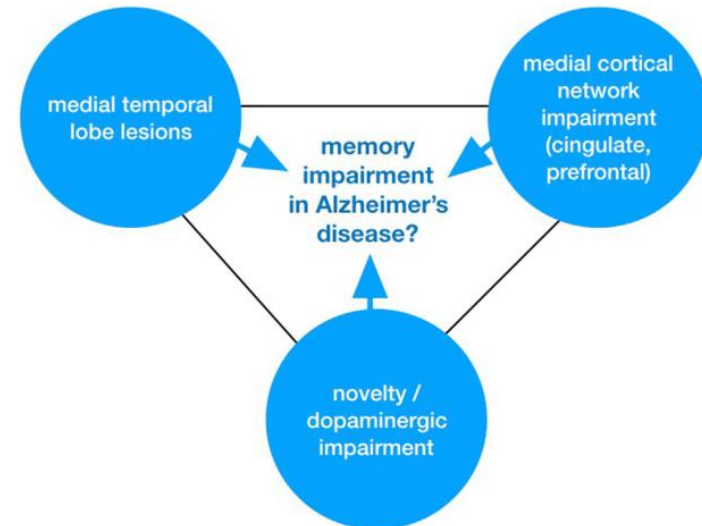 medial temporal
lobe lesions
medial cortical
network
impairment
(cingulate,
prefrontal)
memory
impairment
in Alzheimer's
disease?
novelty /
dopaminergic
impairment